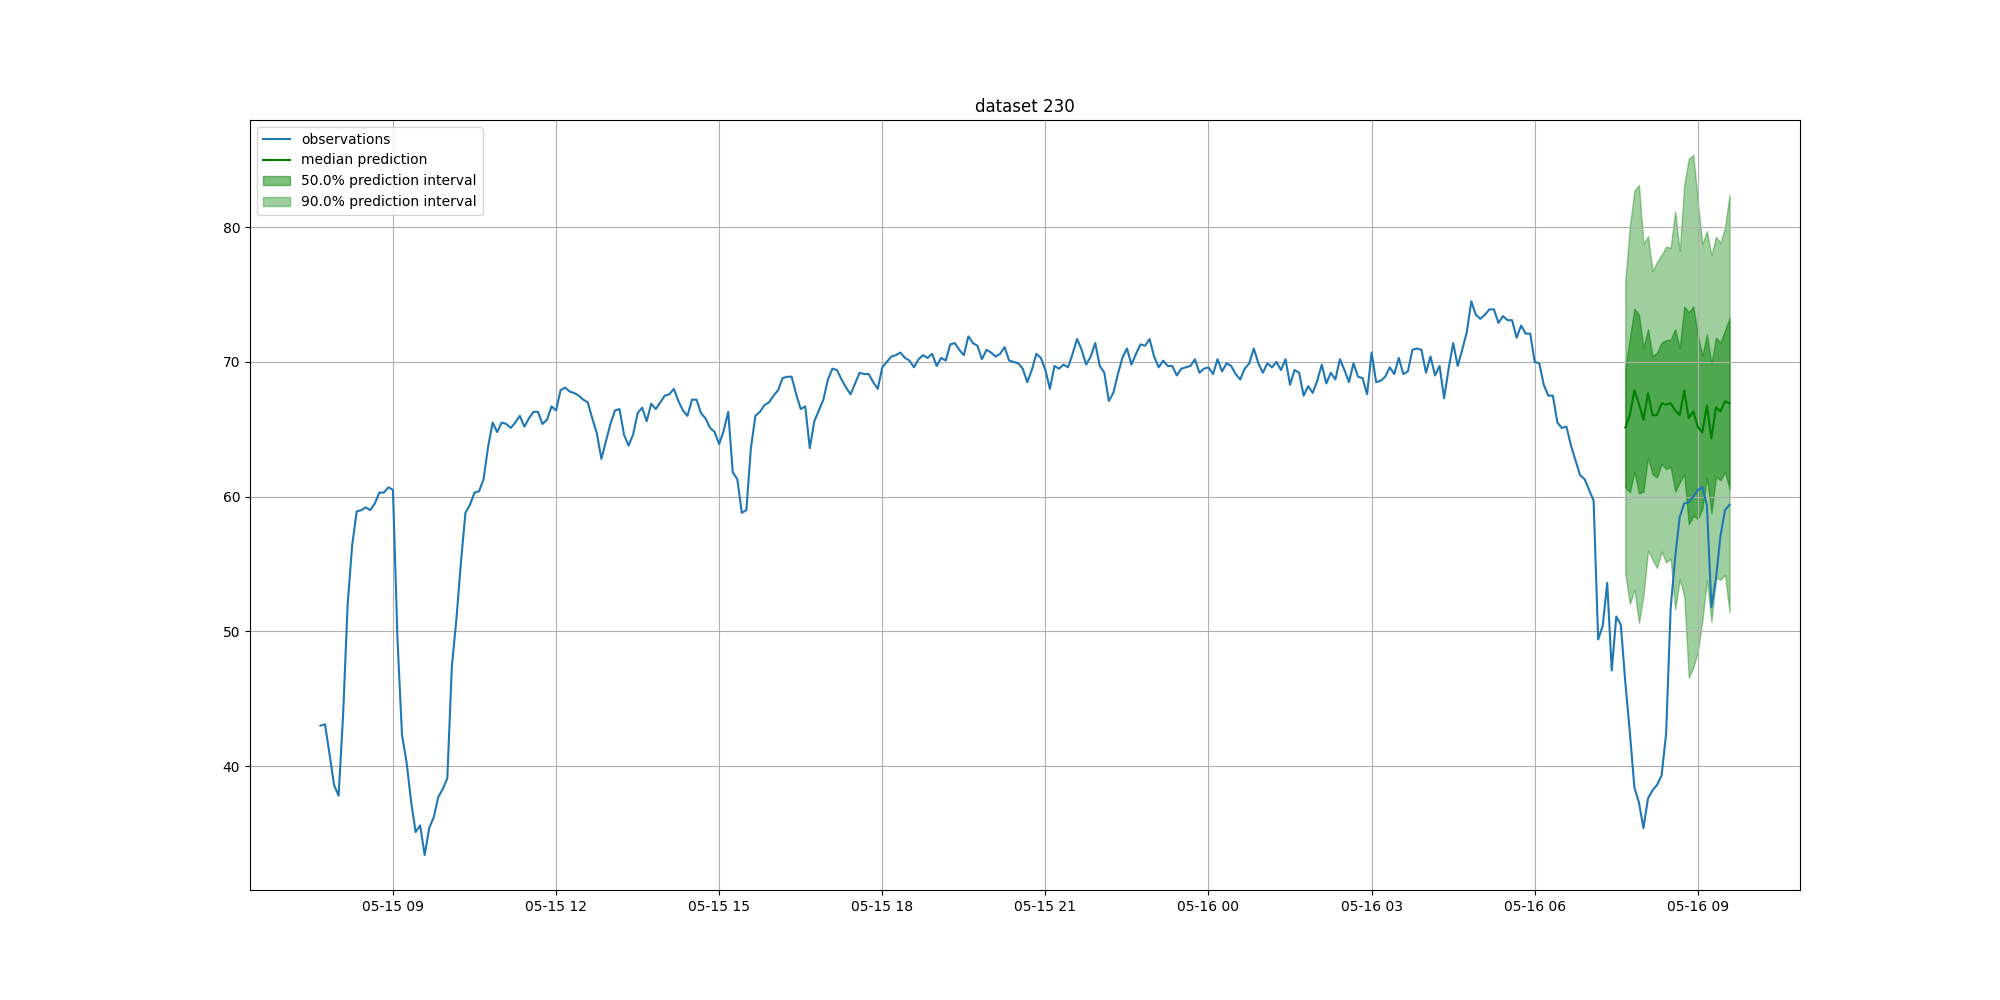 dataset 230
observations
median prediction
50.0% prediction interval
90.0% prediction interval
80
70
60
50
40
05-15 09
05-15 12
05-15 15
05-15 18
05-15 21
05-16 00
05-16 03
05-16 06
05-16 09